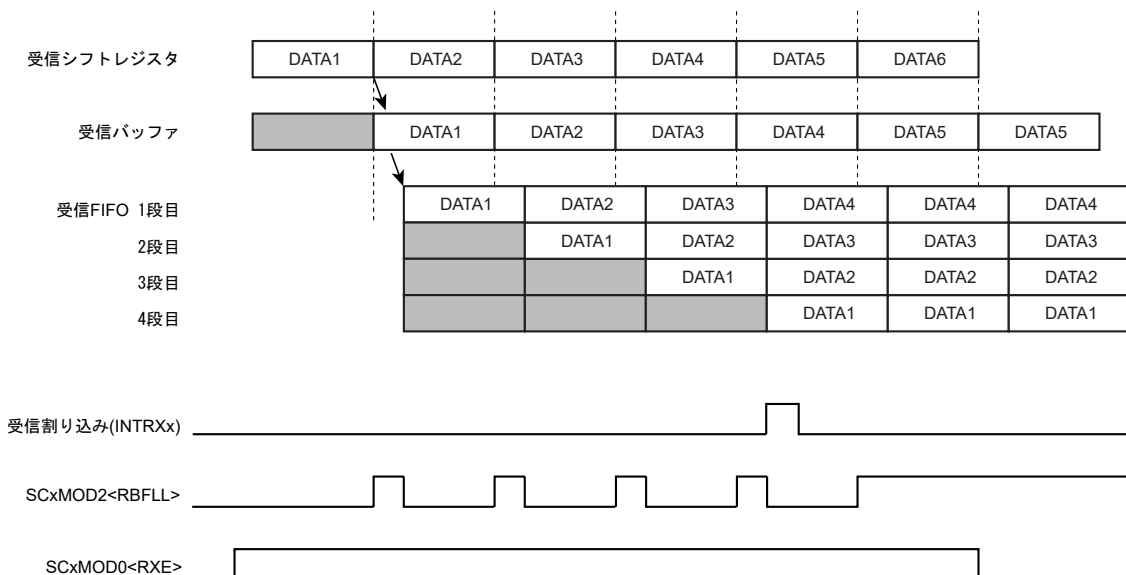 受信シフトレジスタ DATA1 DATA2 DATA3 DATA4 DATA5 DATA6
受信バッファ DATA1 DATA2 DATA3 DATA4 DATA5 DATA5
受信FIFO 1段目 DATA1 DATA2 DATA3 DATA4 DATA4 DATA4
2段目 DATA1 DATA2 DATA3 DATA3 DATA3
3段目 DATA1 DATA2 DATA2 DATA2
4段目 DATA1 DATA1 DATA1
受信割り込み(INTRXx)
SCxMOD2<RBFLL>
SCxMOD0<RXE>